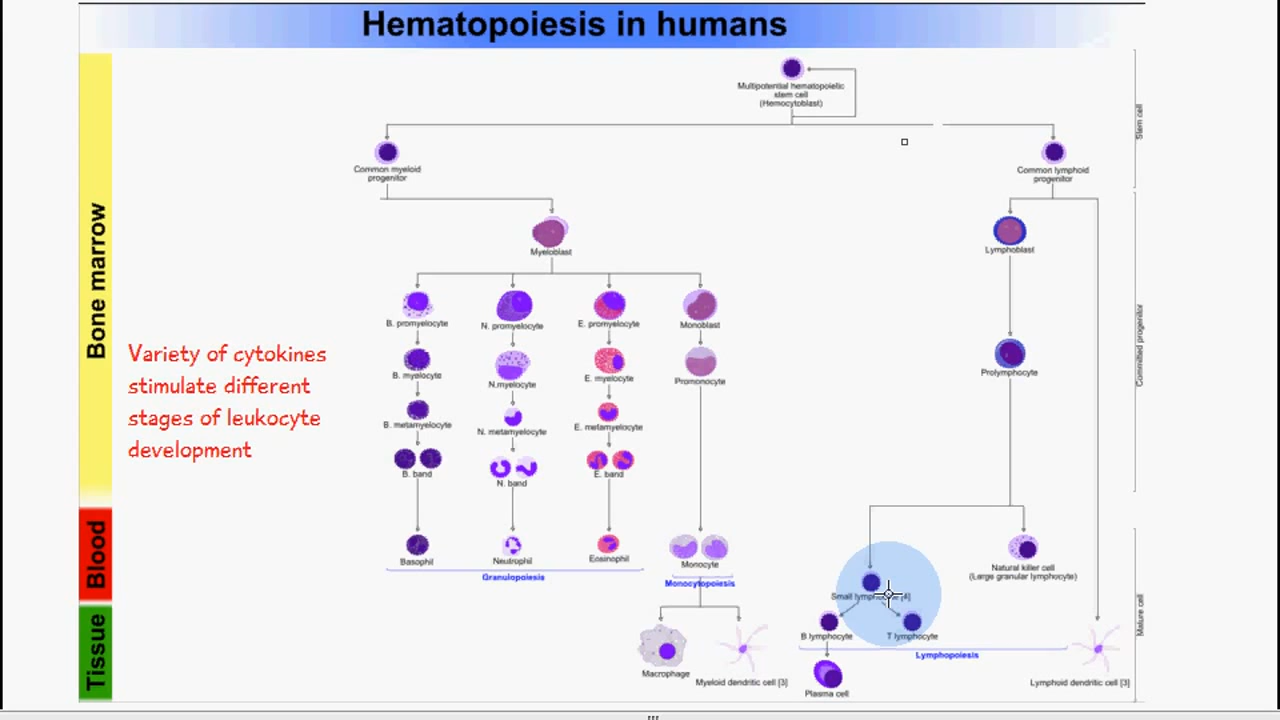 Hematopoiesis in humans
Multipotential hematopoietic
stem cell
(Hemocytoblast)
Stem cell
Common myeloid
progenitor
Common lymphoid
progenitor
Bone marrow
Myeloblast
Lymphoblast
B. promyelocyte
N. promyelocyte
E. promyelocyte
Monoblast
Committed progenitor
Variety of cytokines
stimulate different
stages of leukocyte
development
B. myelocyte
N.myelocyte
E. myelocyte
Promonocyte
Prolymphocyte
B. metamyelocyte
N. metamyelocyte
E. metamyelocyte
B. band
N. band
E. band
Blood
Basophil
Neutrophil
Eosinophil
Monocyte
Natural killer cell
(Large granular lymphocyte)
Granulopoiesis
Monocytopoiesis
Small [4]
Mature cell
Tissue
B lymphocyte
T lymphocyte
Lymphopoiesis
Macrophage
Myeloid dendritic cell [3]
Plasma cell
Lymphoid dendritic cell [3]